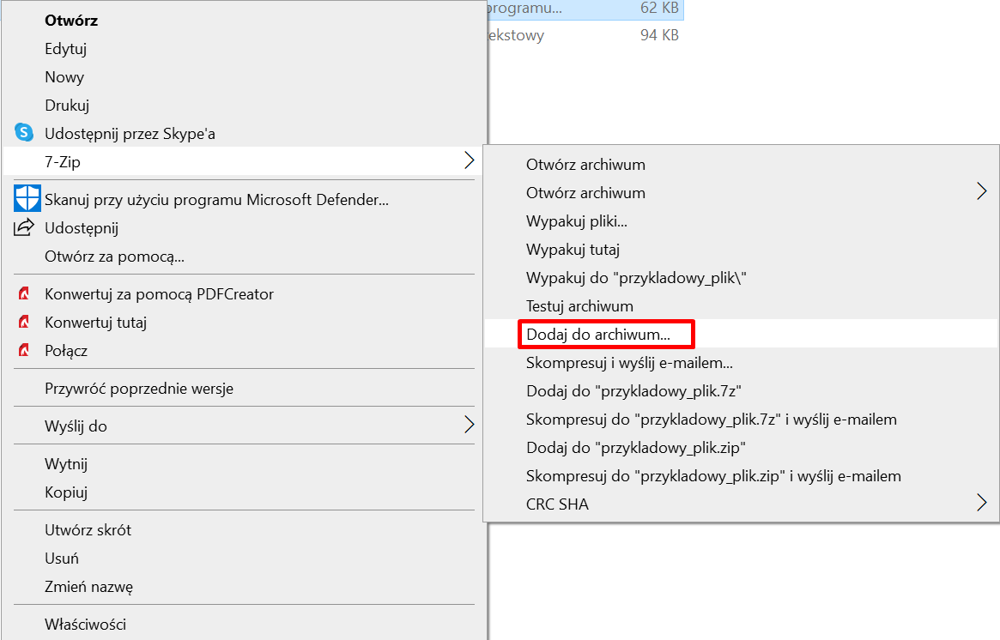 programu... 62 KB
ekstowy 94 KB
Otwórz
Edytuj
Nowy
Drukuj
Udostępnij przez Skype'a
7-Zip
Skanuj przy użyciu programu Microsoft Defender...
Udostępnij
Otwórz za pomocą...
Konwertuj za pomocą PDFCreator
Konwertuj tutaj
Połącz
Przywróć poprzednie wersje
Wyślij do
Wytnij
Kopiuj
Utwórz skrót
Usuń
Zmień nazwę
Właściwości
Otwórz archiwum
Otwórz archiwum
Wypakuj pliki...
Wypakuj tutaj
Wypakuj do "przykladowy_plik\"
Testuj archiwum
Dodaj do archiwum...
Skompresuj i wyślij e-mailem...
Dodaj do "przykladowy_plik.7z"
Skompresuj do "przykladowy_plik.7z" i wyślij e-mailem
Dodaj do "przykladowy_plik.zip"
Skompresuj do "przykladowy_plik.zip" i wyślij e-mailem
CRC SHA